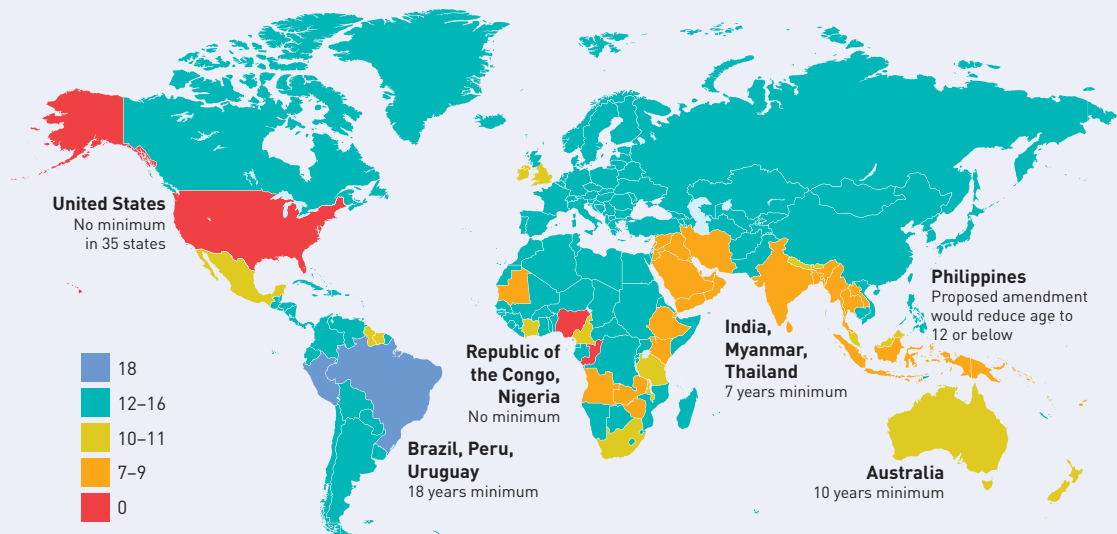 United States
No minimum
in 35 states
Philippines
Proposed amendment
would reduce age to
12 or below
India,
Myanmar,
Thailand
7 years minimum
Republic of
the Congo,
Nigeria
No minimum
18
12–16
10–11
7–9
0
Brazil, Peru,
Uruguay
18 years minimum
Australia
10 years minimum